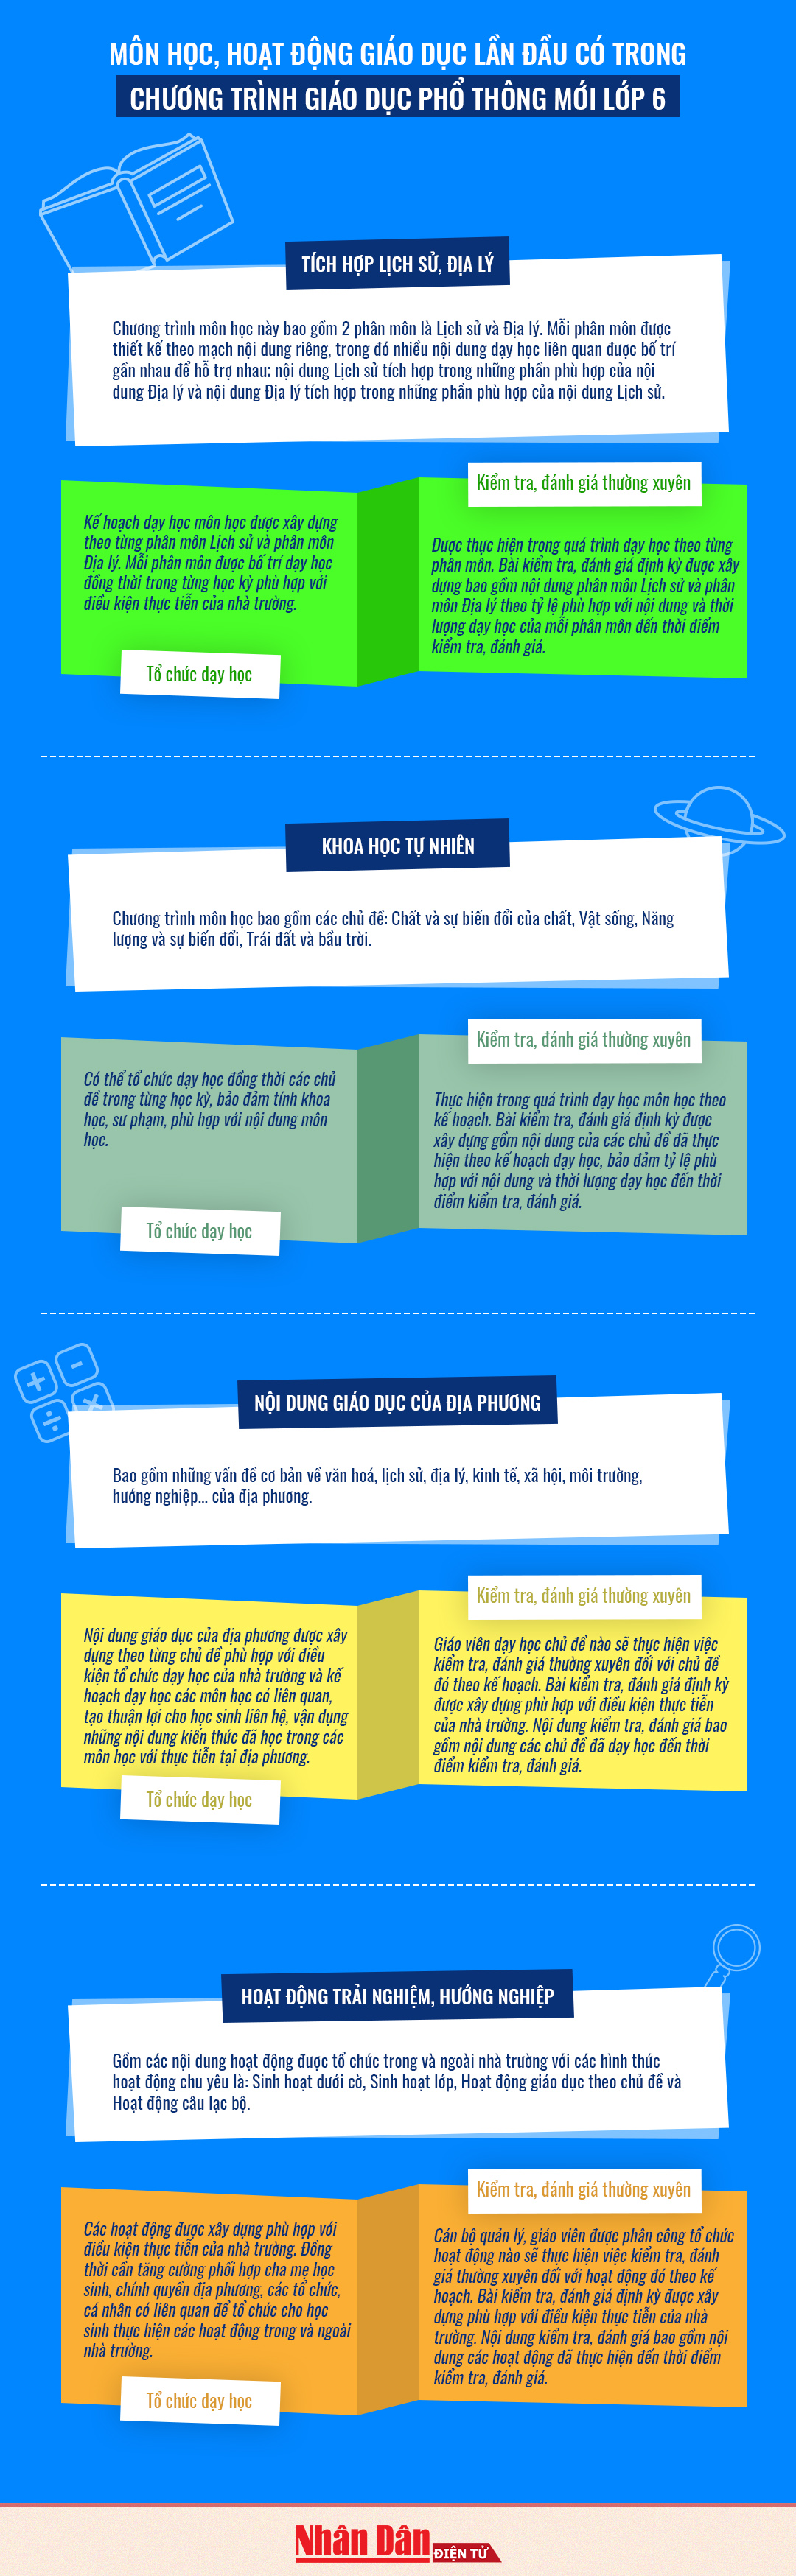 MÔN HỌC, HOẠT ĐỘNG GIÁO DỤC LẦN ĐẦU CÓ TRONG
CHƯƠNG TRÌNH GIÁO DỤC PHỔ THÔNG MỚI LỚP 6
TÍCH HỢP LỊCH SỬ, ĐỊA LÝ
Chương trình môn học này bao gồm 2 phân môn là Lịch sử và Địa lý. Mỗi phân môn được
thiết kế theo mạch nội dung riêng, trong đó nhiều nội dung dạy học liên quan được bố trí
gần nhau để hỗ trợ nhau; nội dung Lịch sử tích hợp trong những phần phù hợp của nội
dung Địa lý và nội dung Địa lý tích hợp trong những phần phù hợp của nội dung Lịch sử.
Kế hoạch dạy học môn học được xây dựng
theo từng phân môn Lịch sử và phân môn
Địa lý. Mỗi phân môn được bố trí dạy học
đồng thời trong từng học kỳ phù hợp với
điều kiện thực tiễn của nhà trường.
Tổ chức dạy học
Kiểm tra, đánh giá thường xuyên
Được thực hiện trong quá trình dạy học theo từng
phân môn. Bài kiểm tra, đánh giá định kỳ được xây
dựng bao gồm nội dung phân môn Lịch sử và phân
môn Địa lý theo tỷ lệ phù hợp với nội dung và thời
lượng dạy học của mỗi phân môn đến thời điểm
kiểm tra, đánh giá.
KHOA HỌC TỰ NHIÊN
Chương trình môn học bao gồm các chủ đề: Chất và sự biến đổi của chất, Vật sống, Năng
lượng và sự biến đổi, Trái đất và bầu trời.
Có thể tổ chức dạy học đồng thời các chủ
đề trong từng học kỳ, bảo đảm tính khoa
học, sư phạm, phù hợp với nội dung môn
học.
Tổ chức dạy học
Kiểm tra, đánh giá thường xuyên
Thực hiện trong quá trình dạy học môn học theo
kế hoạch. Bài kiểm tra, đánh giá định kỳ được
xây dựng gồm nội dung của các chủ đề đã thực
hiện theo kế hoạch dạy học, bảo đảm tỷ lệ phù
hợp với nội dung và thời lượng dạy học đến thời
điểm kiểm tra, đánh giá.
NỘI DUNG GIÁO DỤC CỦA ĐỊA PHƯƠNG
Bao gồm những vấn đề cơ bản về văn hoá, lịch sử, địa lý, kinh tế, xã hội, môi trường,
hướng nghiệp... của địa phương.
Nội dung giáo dục của địa phương được xây
dựng theo từng chủ đề phù hợp với điều
kiện tổ chức dạy học của nhà trường và kế
hoạch dạy học các môn học có liên quan,
tạo thuận lợi cho học sinh liên hệ, vận dụng
những nội dung kiến thức đã học trong các
môn học với thực tiễn tại địa phương.
Tổ chức dạy học
Kiểm tra, đánh giá thường xuyên
Giáo viên dạy học chủ đề nào sẽ thực hiện việc
kiểm tra, đánh giá thường xuyên đối với chủ đề
đó theo kế hoạch. Bài kiểm tra, đánh giá định kỳ
được xây dựng phù hợp với điều kiện thực tiễn
của nhà trường. Nội dung kiểm tra, đánh giá bao
gồm nội dung các chủ đề đã dạy học đến thời
điểm kiểm tra, đánh giá.
HOẠT ĐỘNG TRẢI NGHIỆM, HƯỚNG NGHIỆP
Gồm các nội dung hoạt động được tổ chức trong và ngoài nhà trường với các hình thức
hoạt động chu yêu là: Sinh hoạt dưới cờ, Sinh hoạt lớp, Hoạt động giáo dục theo chủ đề và
Hoạt động câu lạc bộ.
Các hoạt động được xây dựng phù hợp với
điều kiện thực tiễn của nhà trường. Đồng
thời cần tăng cường phối hợp cha mẹ học
sinh, chính quyền địa phương, các tổ chức,
cá nhân có liên quan để tổ chức cho học
sinh thực hiện các hoạt động trong và ngoài
nhà trường.
Tổ chức dạy học
Kiểm tra, đánh giá thường xuyên
Cán bộ quản lý, giáo viên được phân công tổ chức
hoạt động nào sẽ thực hiện việc kiểm tra, đánh
giá thường xuyên đối với hoạt động đó theo kế
hoạch. Bài kiểm tra, đánh giá định kỳ được xây
dựng phù hợp với điều kiện thực tiễn của nhà
trường. Nội dung kiểm tra, đánh giá bao gồm nội
dung các hoạt động đã thực hiện đến thời điểm
kiểm tra, đánh giá.
Nhân Dân
ĐIỆN TỬ